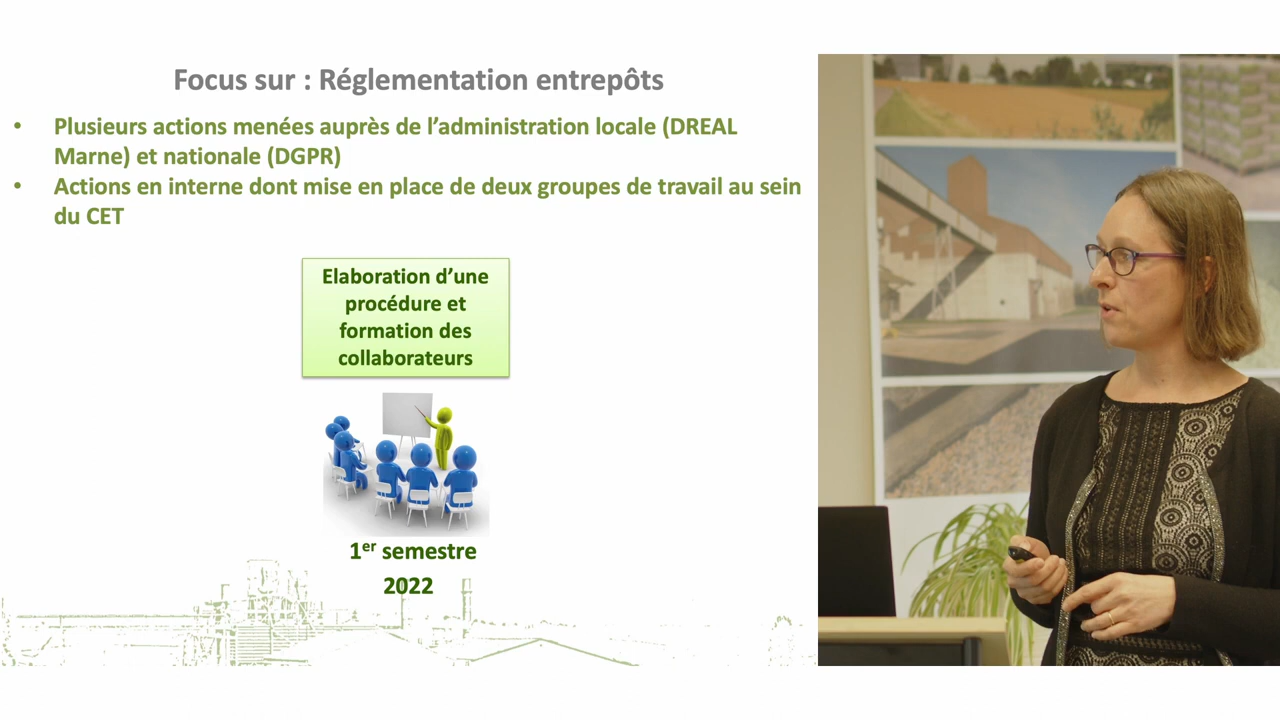 Focus sur : Réglementation entrepôts
• Plusieurs actions menées auprès de l’administration locale (DREAL
Marne) et nationale (DGPR)
• Actions en interne dont mise en place de deux groupes de travail au sein
du CET
Elaboration d’une
procédure et
formation des
collaborateurs
1er semestre
2022